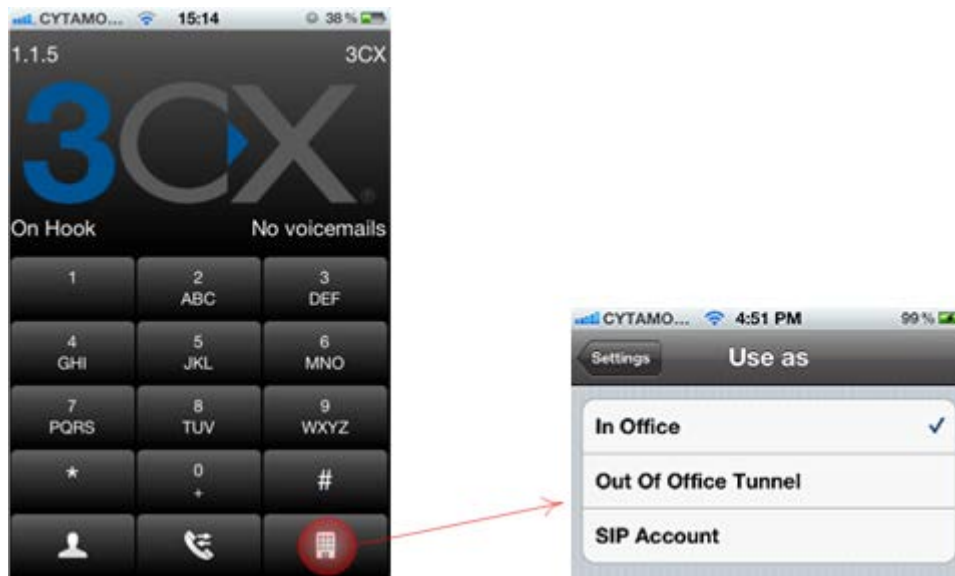 CYTAMO... 15:14 38%
1.1.5 3CX
3CX
On Hook No voicemails
1 2 3
ABC DEF
4 5 6
GHI JKL MNO
7 8 9
PQRS TUV WXYZ
* 0 #
+
CYTAMO... 4:51 PM 99%
Settings Use as
In Office
Out Of Office Tunnel
SIP Account